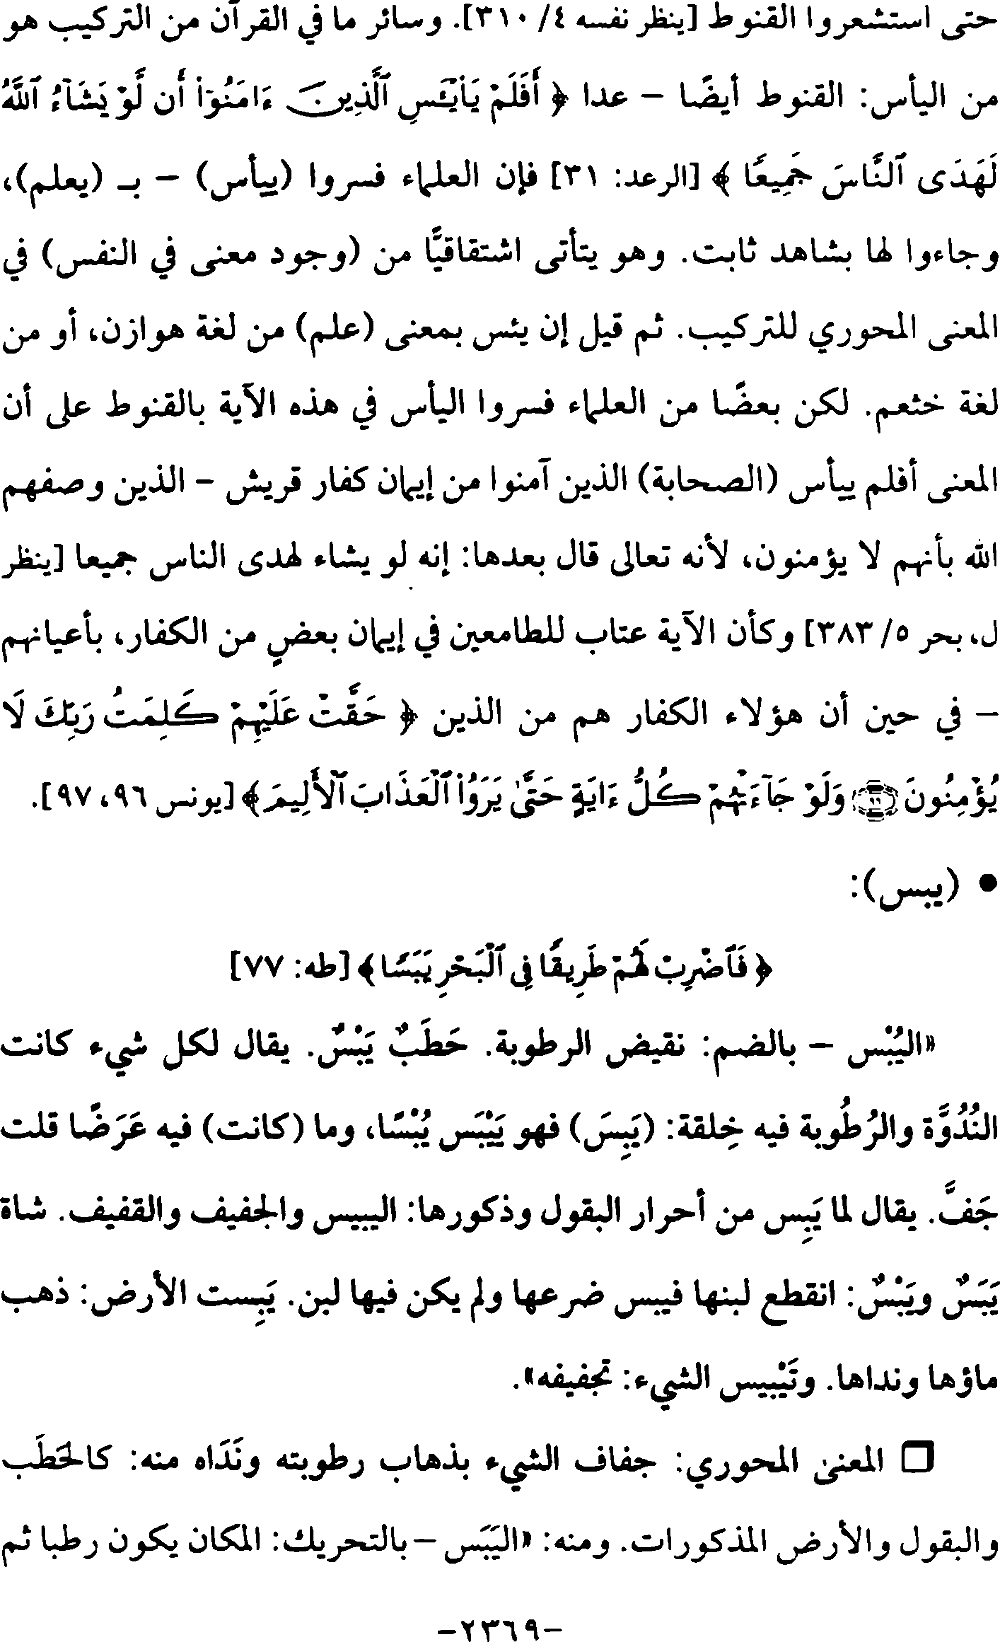 حتى استشعروا القنوط [ينظر نفسه ٤/ ٣١٠]. وسائر ما في القرآن من التركيب هو
من اليأس: القنوط أيضًا – عدا ﴿ أَفَلَمْ يَاْيْـَٔسِ ٱلَّذِينَ ءَامَنُوٓا۟ أَن لَّوْ يَشَآءُ ٱللَّهُ
لَهَدَى ٱلنَّاسَ جَمِيعًا ﴾ [الرعد: ٣١] فإن العلماء فسروا (ييأس) – بـ (يعلم)،
وجاءوا لها بشاهد ثابت. وهو يتأتى اشتقاقيًّا من (وجود معنى في النفس) في
المعنى المحوري للتركيب. ثم قيل إن يئس بمعنى (علم) من لغة هوازن، أو من
لغة خثعم. لكن بعضًا من العلماء فسروا اليأس في هذه الآية بالقنوط على أن
المعنى أفلم ييأس (الصحابة) الذين آمنوا من إيمان كفار قريش – الذين وصفهم
الله بأنهم لا يؤمنون، لأنه تعالى قال بعدها: إنه لو يشاء لهدى الناس جميعا [ينظر
ل، بحر ٥/ ٣٨٣] وكأن الآية عتاب للطامعين في إيمان بعضٍ من الكفار، بأعيانهم
– في حين أن هؤلاء الكفار هم من الذين ﴿ حَقَّتْ عَلَيْهِمْ كَلِمَتُ رَبِّكَ لَا
يُؤْمِنُونَ ۝٩٦ وَلَوْ جَآءَتْهُمْ كُلُّ ءَايَةٍ حَتَّىٰ يَرَوُا۟ ٱلْعَذَابَ ٱلْأَلِيمَ﴾ [يونس ٩٦، ٩٧].
• (يبس):
﴿ فَٱضْرِبْ لَهُمْ طَرِيقًا فِى ٱلْبَحْرِ يَبَسًا ﴾ [طه: ٧٧]
«اليُبْس – بالضم: نقيض الرطوبة. حَطَبٌ يَبْسٌ. يقال لكل شيء كانت
النُدُوَّة والرُطُوبة فيه خِلقة: (يَبِسَ) فهو يَيْبَس يُبْسًا، وما (كانت) فيه عَرَضًا قلت
جَفَّ. يقال لما يَبِس من أحرار البقول وذكورها: اليبيس والجفيف والقفيف. شاة
يَبَسٌ ويَبْسٌ: انقطع لبنها فيبس ضرعها ولم يكن فيها لبن. يَبِست الأرض: ذهب
ماؤها ونداها. وتَيْبيس الشيء: تجفيفه».
❒ المعنى المحوري: جفاف الشيء بذهاب رطوبته ونَدَاه منه: كالحَطَب
والبقول والأرض المذكورات. ومنه: «اليَبَس – بالتحريك: المكان يكون رطبا ثم
-٢٣٦٩-